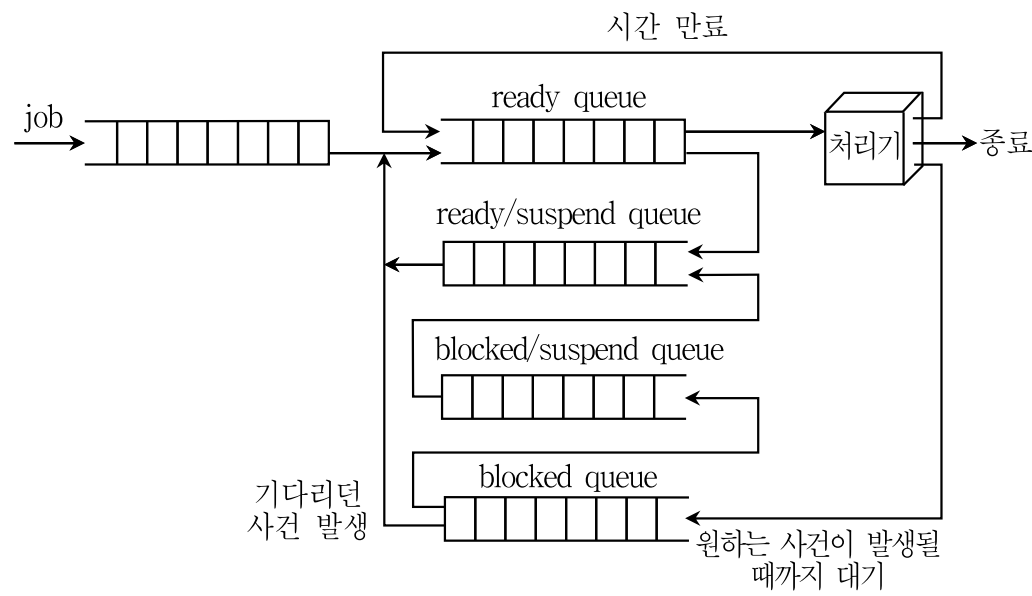 시간 만료
ready queue
job
처리기
종료
ready/suspend queue
blocked/suspend queue
blocked queue
기다리던
사건 발생
원하는 사건이 발생될
때까지 대기